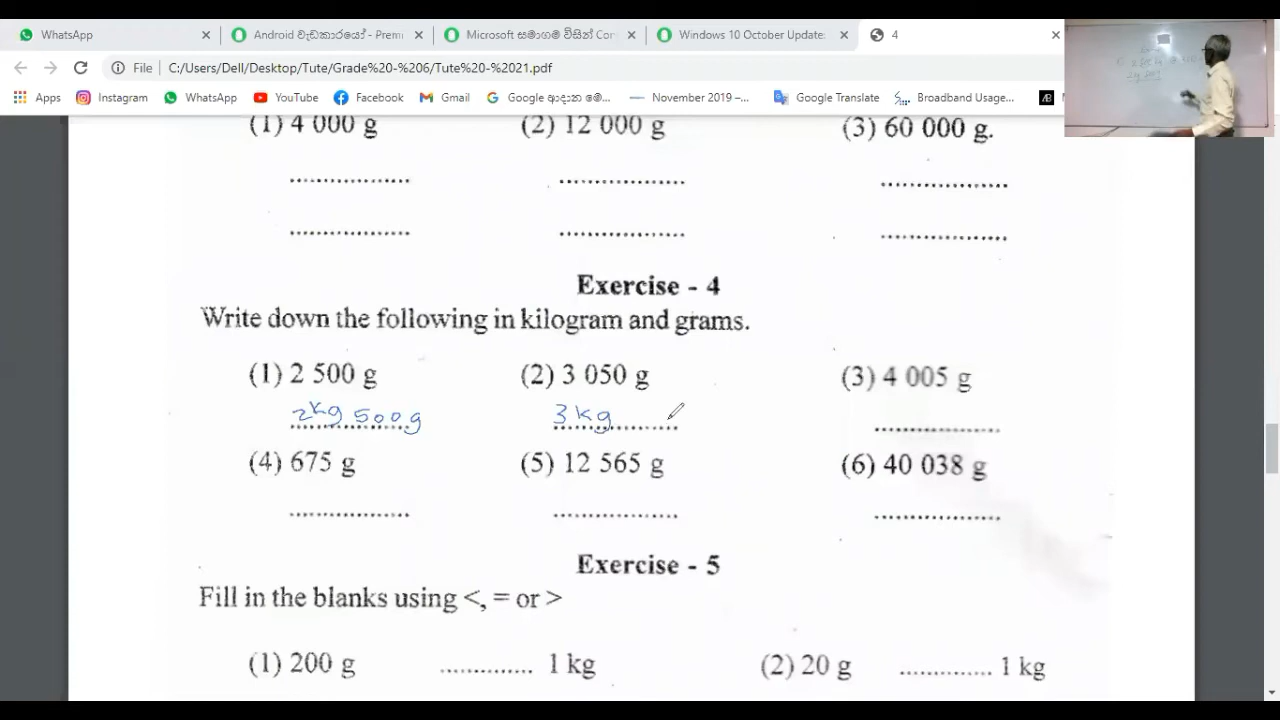 WhatsApp
Android වැඩකාරයෝ - Premi
Microsoft සමාගම විසින් Con
Windows 10 October Update:
4
File C:/Users/Dell/Desktop/Tute/Grade%20-%206/Tute%20-%2021.pdf
Apps Instagram WhatsApp YouTube Facebook Gmail Google ආදාන මෙ... November 2019 –... Google Translate Broadband Usage...
(1) 4 000 g (2) 12 000 g (3) 60 000 g.
.................. .................. ..................
.................. .................. ..................
Exercise - 4
Write down the following in kilogram and grams.
(1) 2 500 g (2) 3 050 g (3) 4 005 g
2kg 500g 3kg ..................
(4) 675 g (5) 12 565 g (6) 40 038 g
.................. .................. ..................
Exercise - 5
Fill in the blanks using <, = or >
(1) 200 g ............. 1 kg (2) 20 g ............. 1 kg